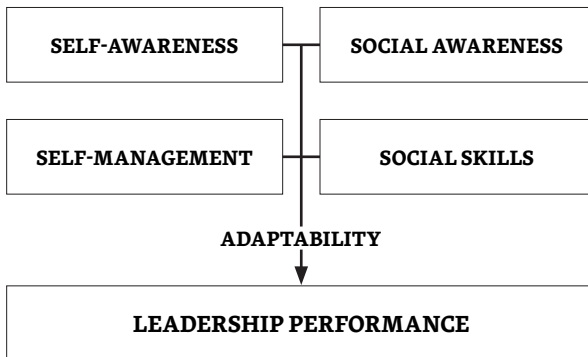 SELF-AWARENESS
SOCIAL AWARENESS
SELF-MANAGEMENT
SOCIAL SKILLS
ADAPTABILITY
LEADERSHIP PERFORMANCE